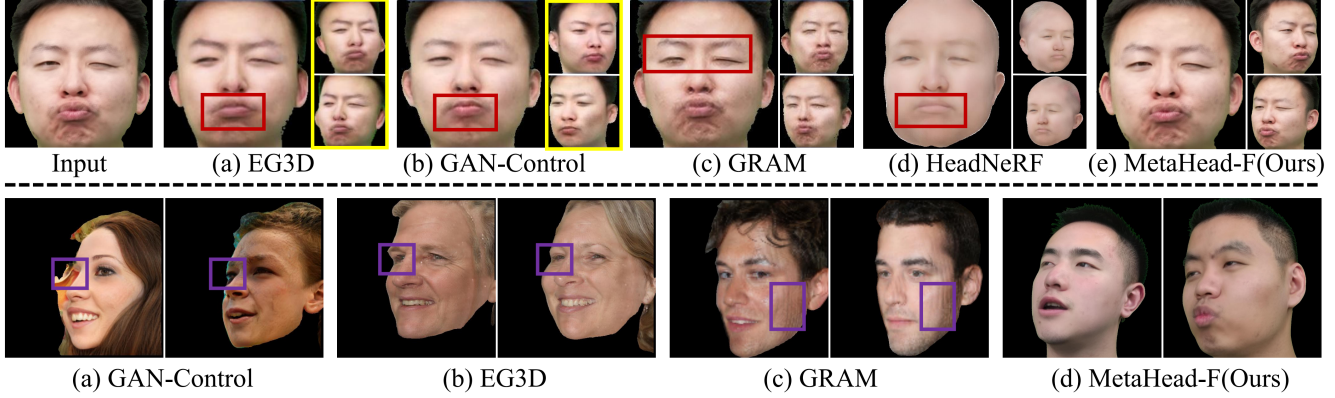 Input (a) EG3D (b) GAN-Control (c) GRAM (d) HeadNeRF (e) MetaHead-F(Ours)
(a) GAN-Control (b) EG3D (c) GRAM (d) MetaHead-F(Ours)